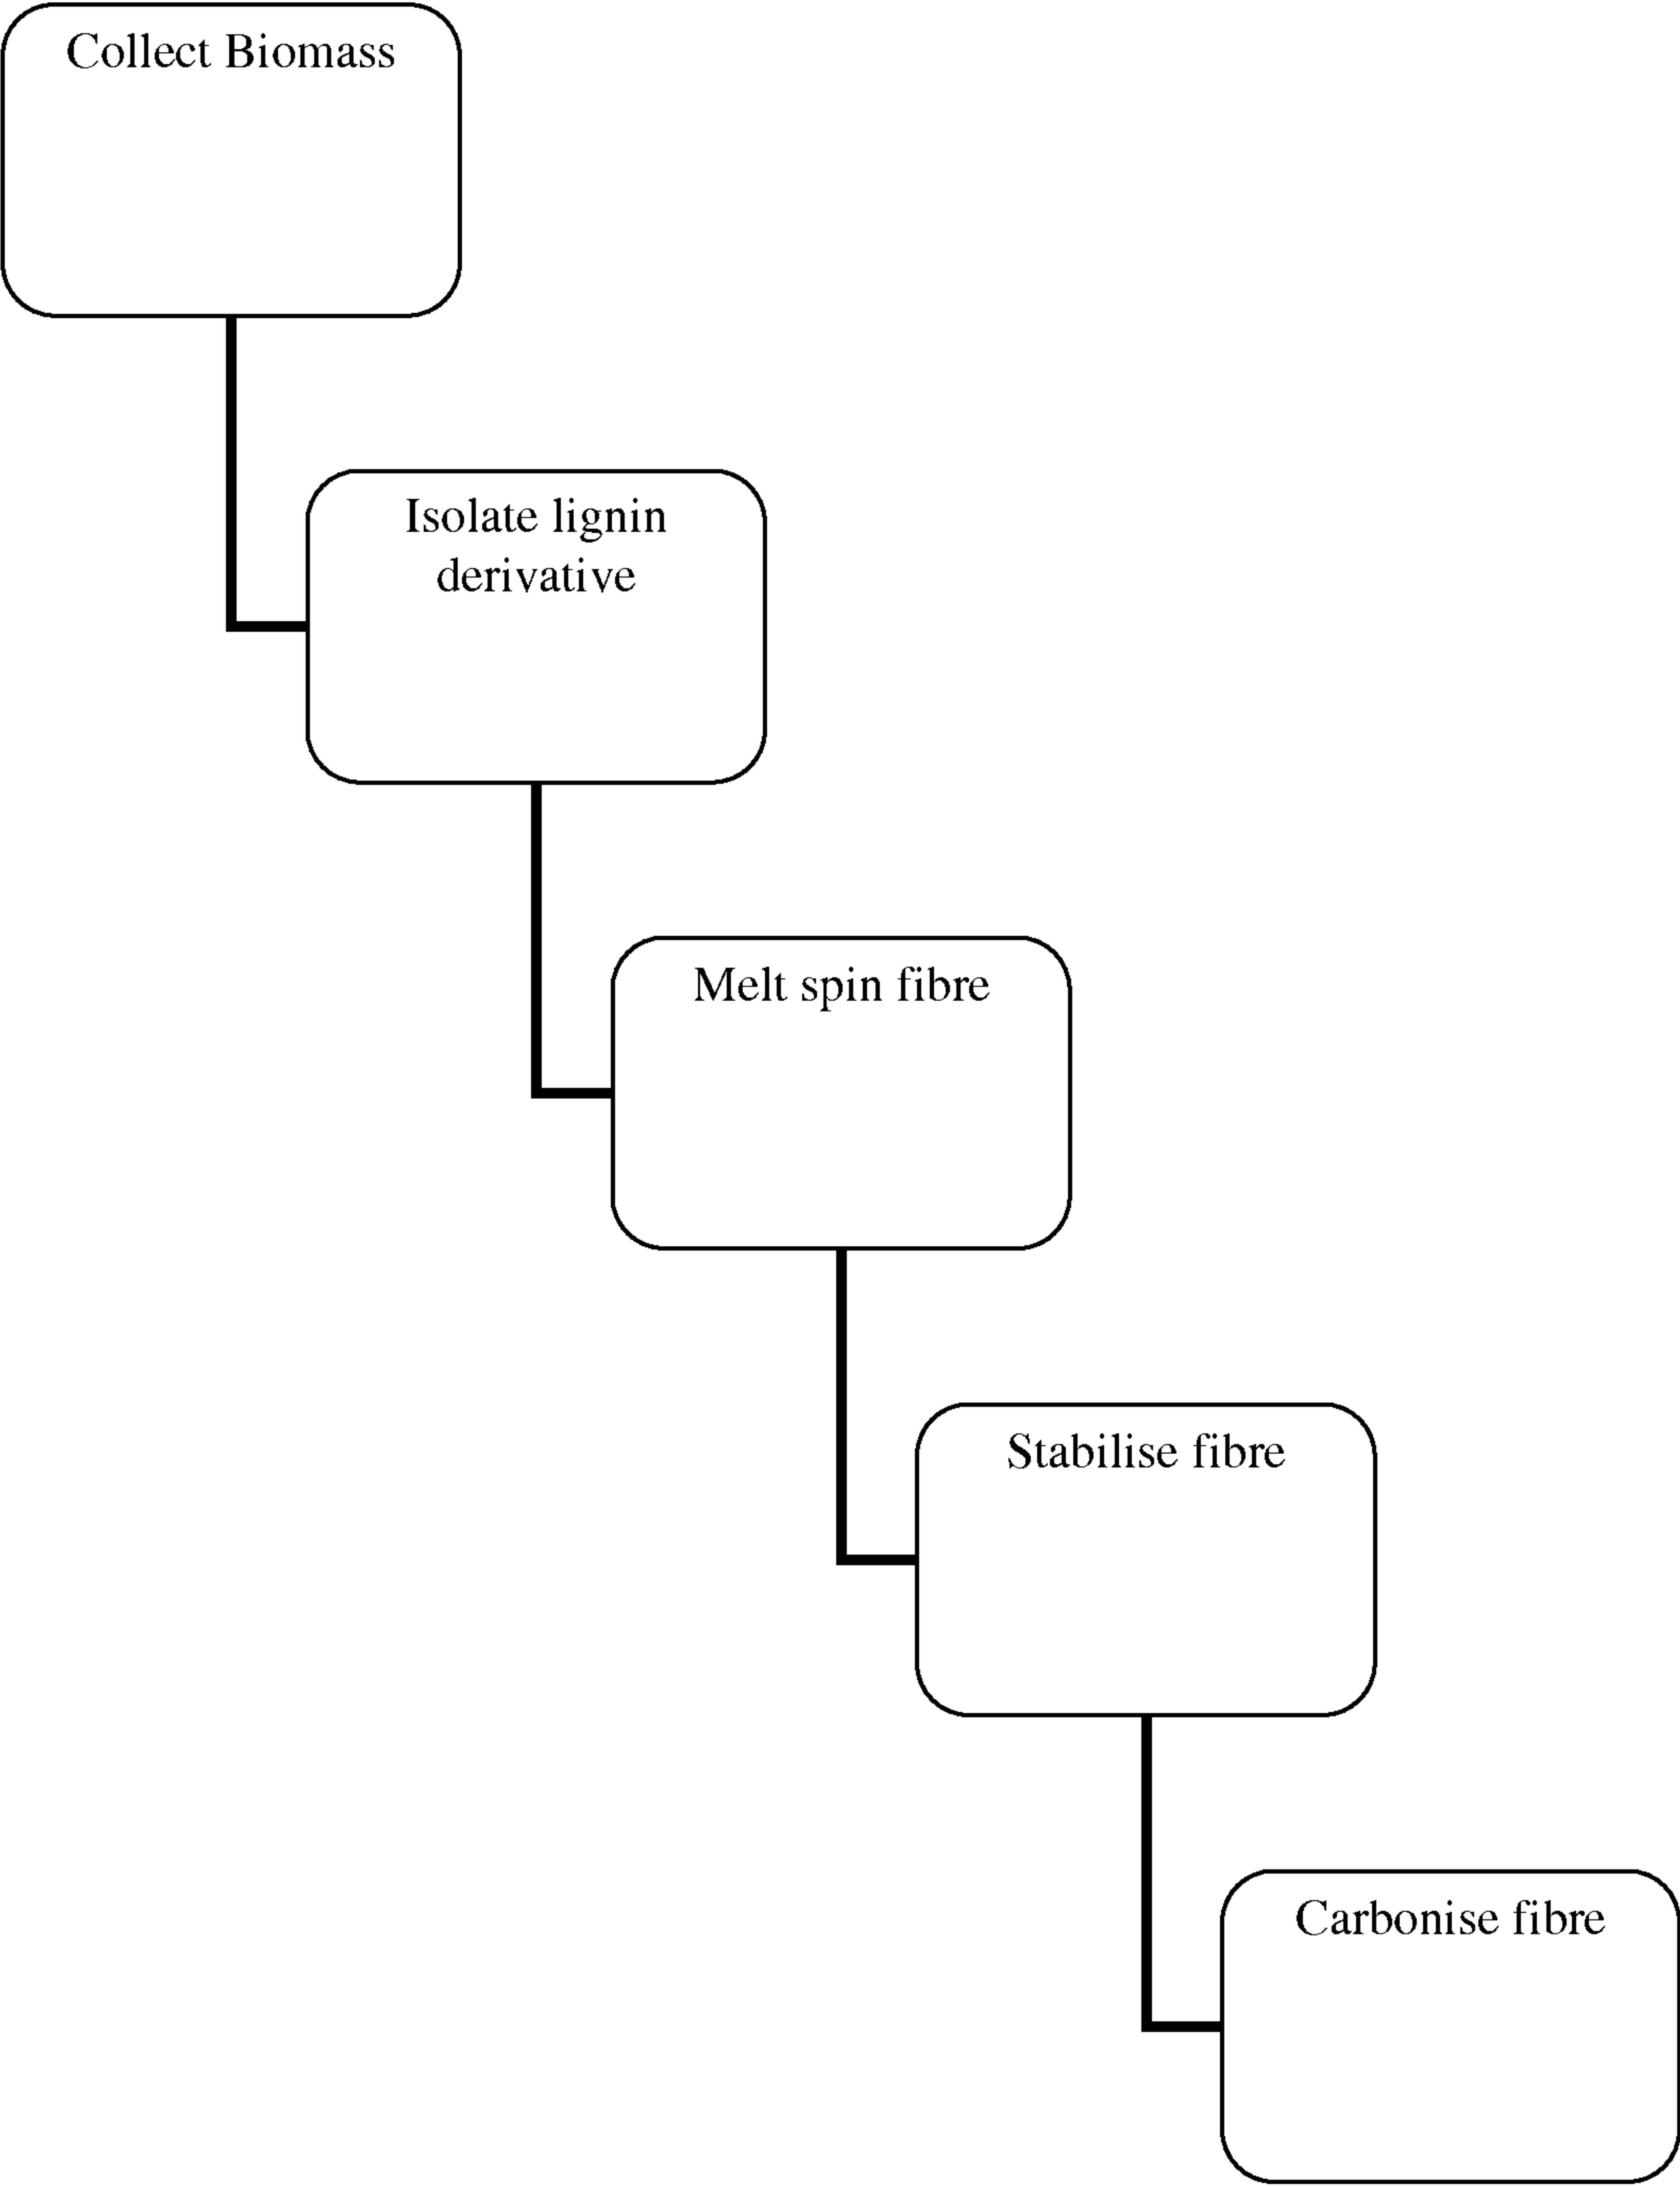 Collect Biomass
Isolate lignin
derivative
Melt spin fibre
Stabilise fibre
Carbonise fibre